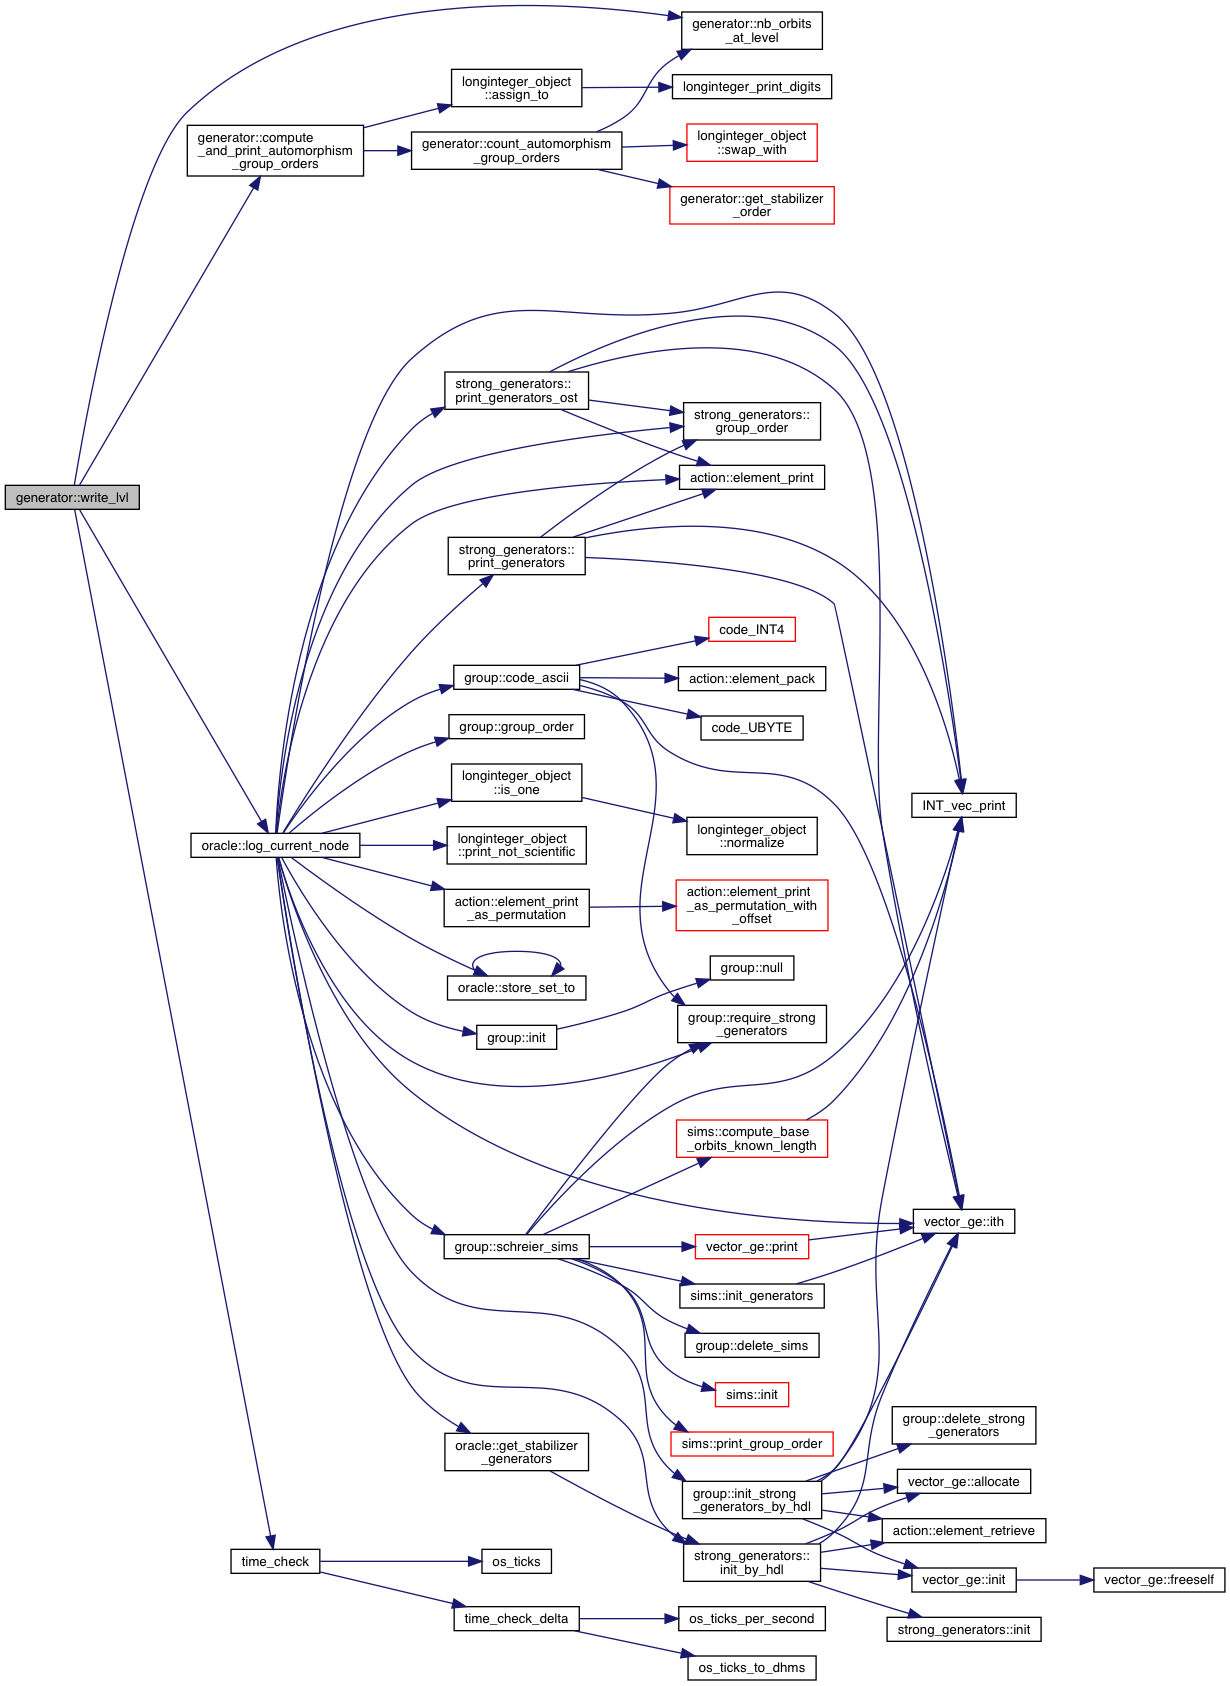 generator::write_lvl
generator::compute
_and_print_automorphism
_group_orders
oracle::log_current_node
time_check
longinteger_object
::assign_to
generator::count_automorphism
_group_orders
strong_generators::
print_generators_ost
strong_generators::
print_generators
group::code_ascii
group::group_order
longinteger_object
::is_one
longinteger_object
::print_not_scientific
action::element_print
_as_permutation
oracle::store_set_to
group::init
group::schreier_sims
oracle::get_stabilizer
_generators
os_ticks
time_check_delta
generator::nb_orbits
_at_level
longinteger_print_digits
longinteger_object
::swap_with
generator::get_stabilizer
_order
strong_generators::
group_order
action::element_print
code_INT4
action::element_pack
code_UBYTE
longinteger_object
::normalize
action::element_print
_as_permutation_with
_offset
group::null
group::require_strong
_generators
sims::compute_base
_orbits_known_length
vector_ge::print
sims::init_generators
group::delete_sims
sims::init
sims::print_group_order
group::init_strong
_generators_by_hdl
strong_generators::
init_by_hdl
os_ticks_per_second
os_ticks_to_dhms
INT_vec_print
vector_ge::ith
group::delete_strong
_generators
vector_ge::allocate
action::element_retrieve
vector_ge::init
strong_generators::init
vector_ge::freeself